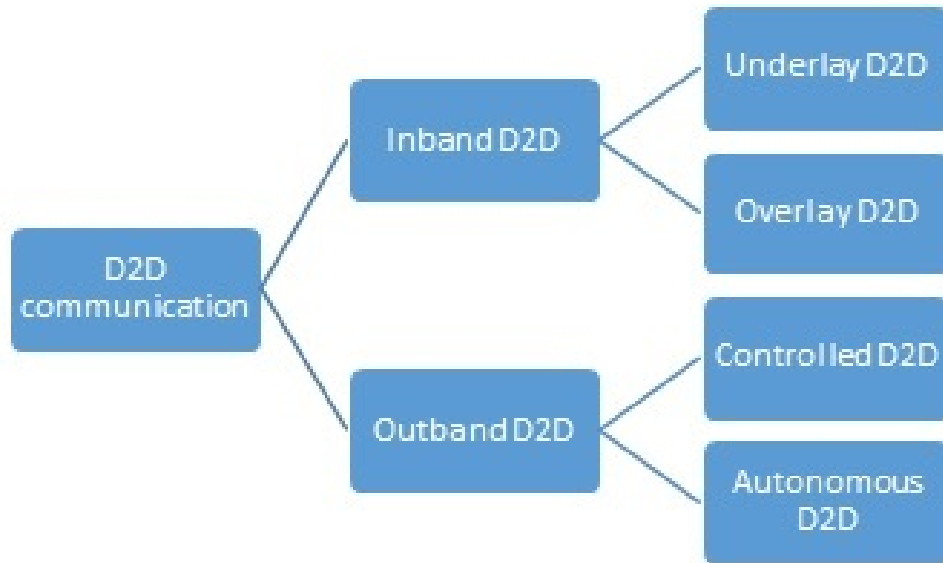 D2D
communication
Inband D2D
Outband D2D
Underlay D2D
Overlay D2D
Controlled D2D
Autonomous
D2D